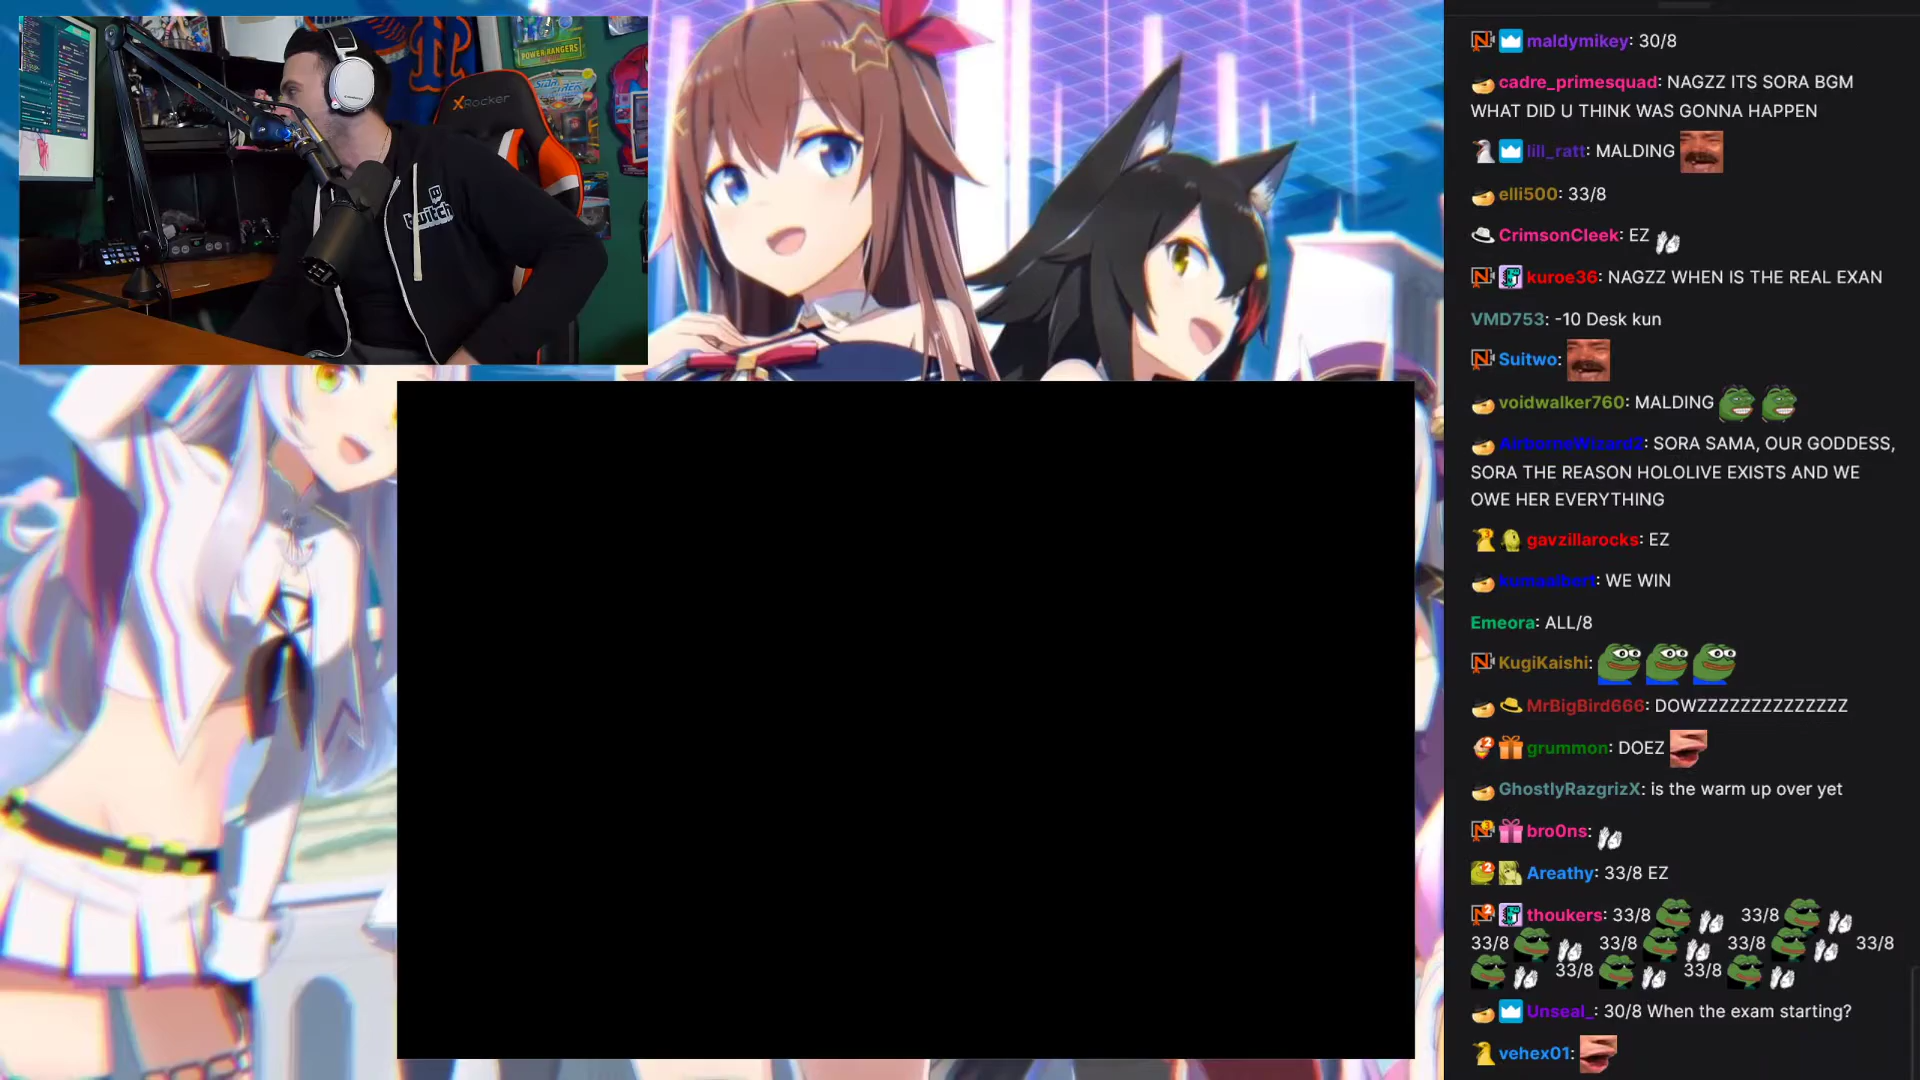 POWER RANGERS
XRocker
twitch
maldymikey: 30/8
cadre_primesquad: NAGZZ ITS SORA BGM
WHAT DID U THINK WAS GONNA HAPPEN
lill_ratt: MALDING
elli500: 33/8
CrimsonCleek: EZ
kuroe36: NAGZZ WHEN IS THE REAL EXAN
VMD753: -10 Desk kun
Suitwo:
voidwalker760: MALDING
AirborneWizard2: SORA SAMA, OUR GODDESS,
SORA THE REASON HOLOLIVE EXISTS AND WE
OWE HER EVERYTHING
gavzillarocks: EZ
kumaalbert: WE WIN
Emeora: ALL/8
KugiKaishi:
MrBigBird666: DOWZZZZZZZZZZZZZZ
grummon: DOEZ
GhostlyRazgrizX: is the warm up over yet
bro0ns:
Areathy: 33/8 EZ
thoukers: 33/8 33/8
33/8 33/8 33/8 33/8
33/8 33/8
Unseal_: 30/8 When the exam starting?
vehex01: